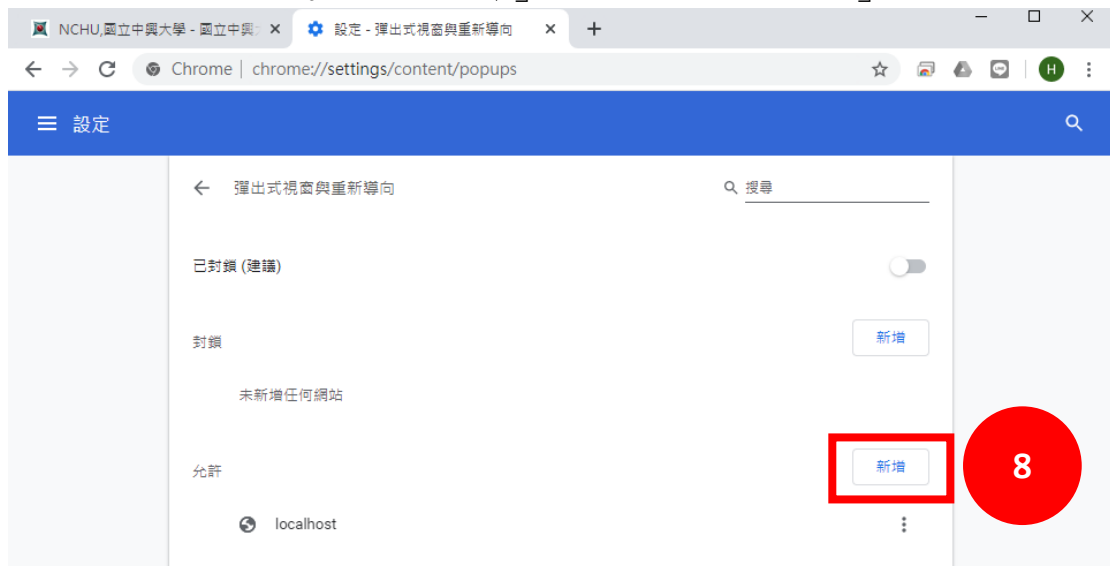 NCHU,國立中興大學 - 國立中興
設定 - 彈出式視窗與重新導向
Chrome | chrome://settings/content/popups
H
設定
彈出式視窗與重新導向
搜尋
已封鎖 (建議)
封鎖
新增
未新增任何網站
允許
新增
8
localhost